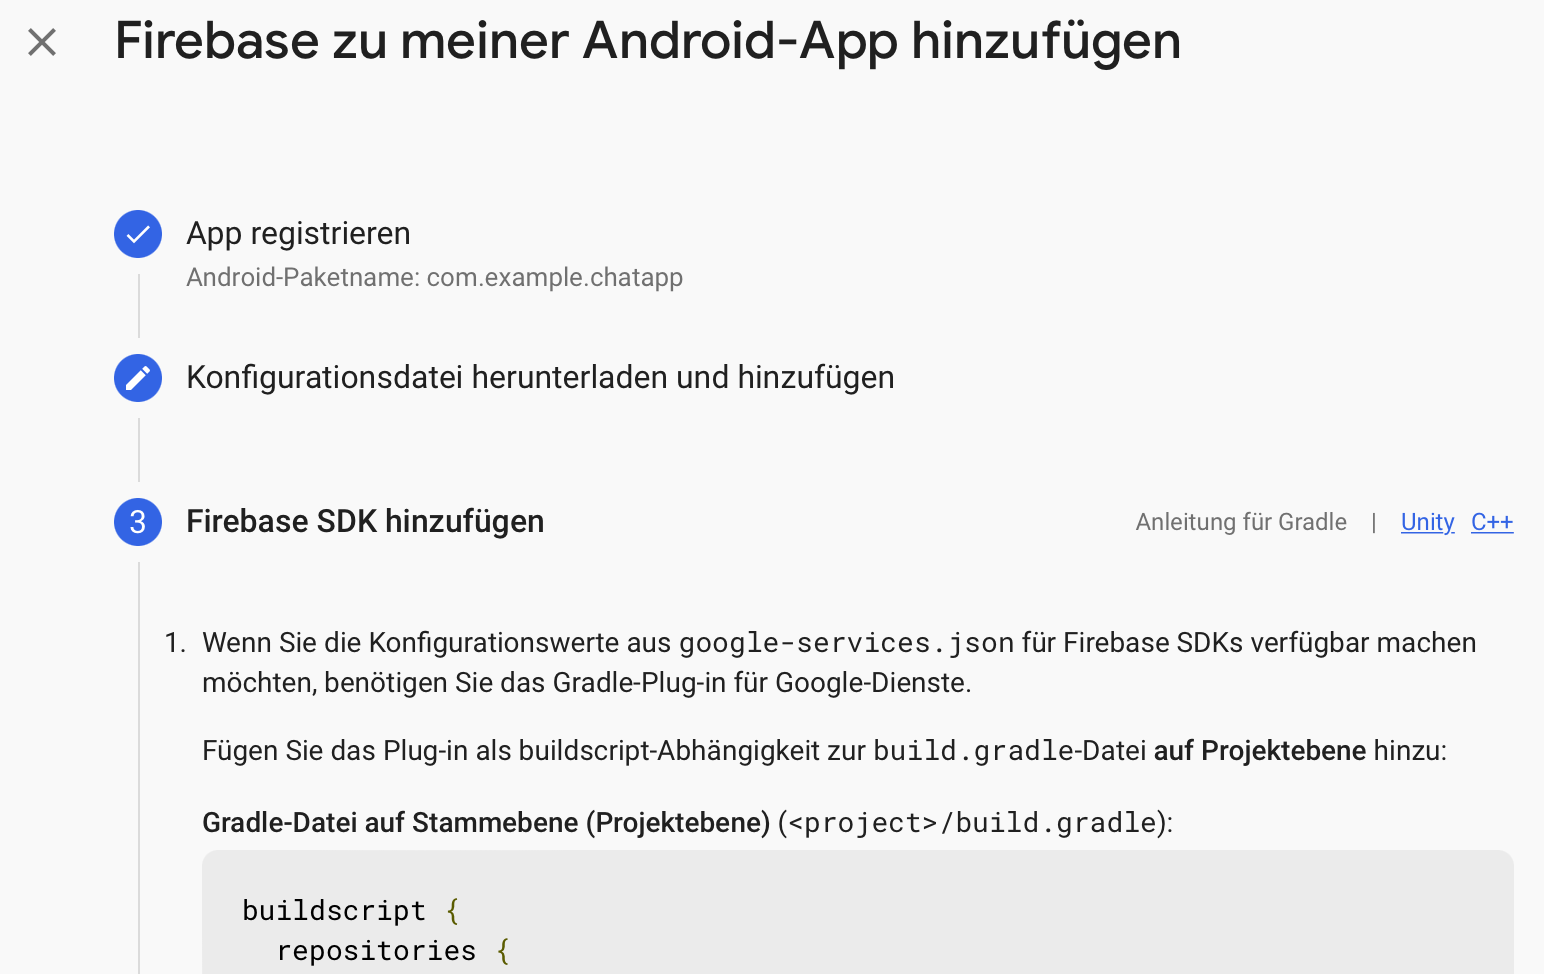 Firebase zu meiner Android-App hinzufügen
App registrieren
Android-Paketname: com.example.chatapp
Konfigurationsdatei herunterladen und hinzufügen
3 Firebase SDK hinzufügen Anleitung für Gradle | Unity C++
1. Wenn Sie die Konfigurationswerte aus google-services.json für Firebase SDKs verfügbar machen
möchten, benötigen Sie das Gradle-Plug-in für Google-Dienste.
Fügen Sie das Plug-in als buildscript-Abhängigkeit zur build.gradle-Datei auf Projektebene hinzu:
Gradle-Datei auf Stammebene (Projektebene) (<project>/build.gradle):
buildscript {
  repositories {